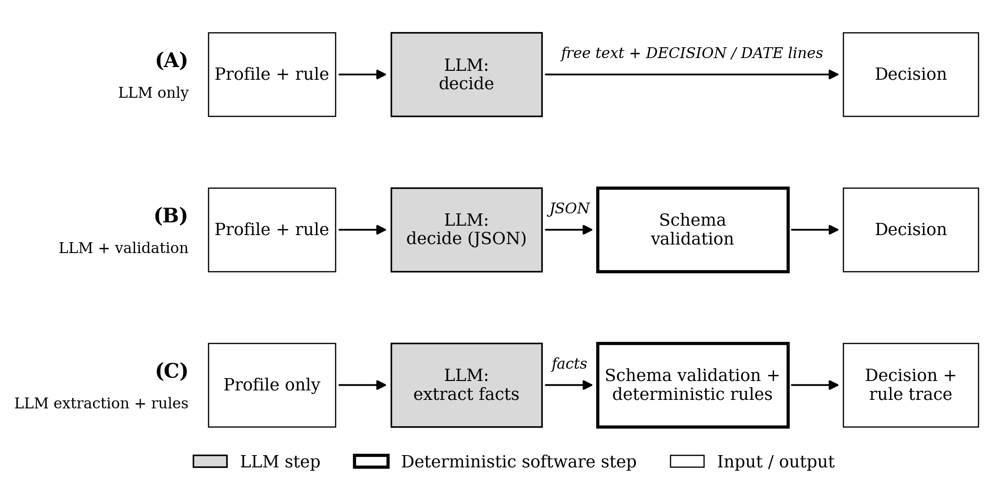 (A)
LLM only
Profile + rule
LLM:
decide
free text + DECISION / DATE lines
Decision
(B)
LLM + validation
Profile + rule
LLM:
decide (JSON)
JSON
Schema
validation
Decision
(C)
LLM extraction + rules
Profile only
LLM:
extract facts
facts
Schema validation +
deterministic rules
Decision +
rule trace
LLM step
Deterministic software step
Input / output